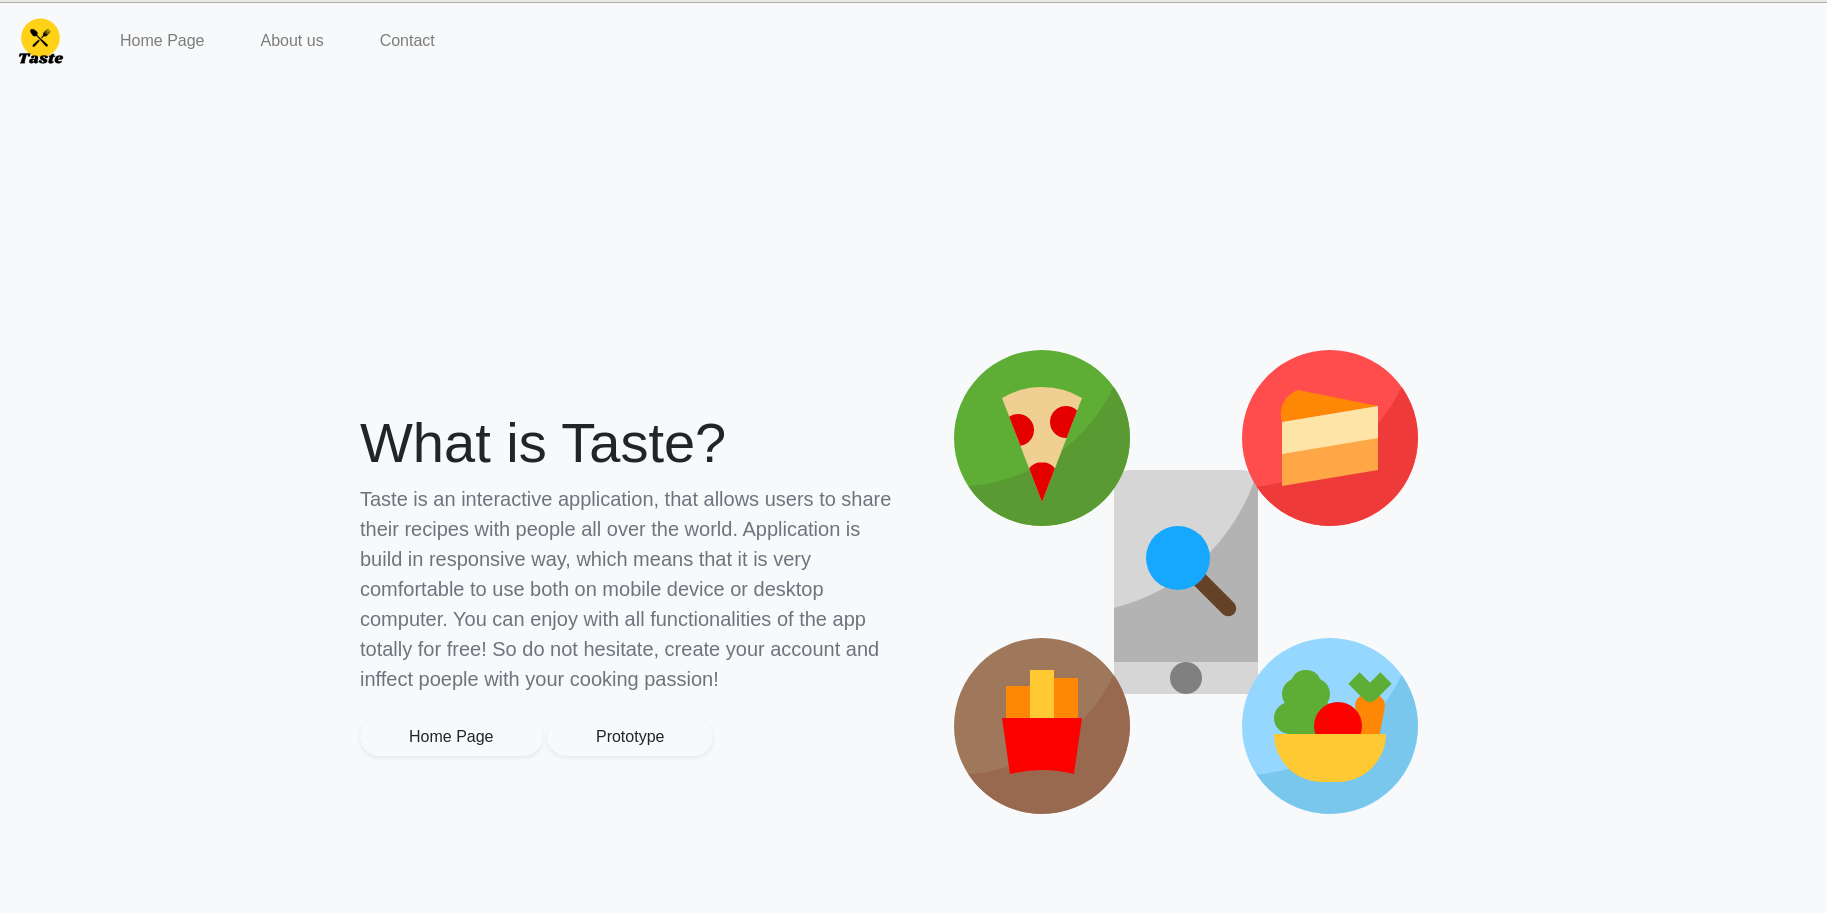 Taste
Home Page
About us
Contact
What is Taste?
Taste is an interactive application, that allows users to share
their recipes with people all over the world. Application is
build in responsive way, which means that it is very
comfortable to use both on mobile device or desktop
computer. You can enjoy with all functionalities of the app
totally for free! So do not hesitate, create your account and
inffect poeple with your cooking passion!
Home Page
Prototype